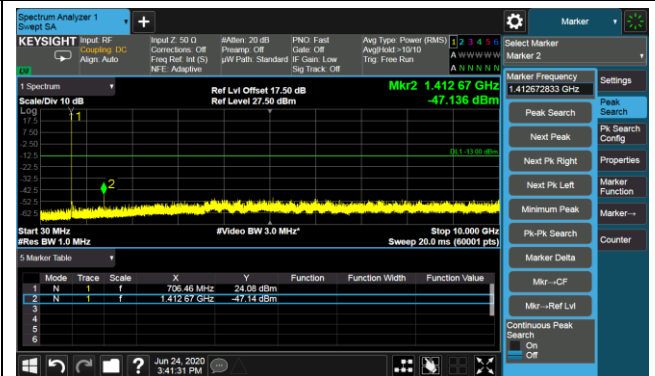 Spectrum Analyzer 1
Swept SA
+
Marker
KEYSIGHT
Input: RF
Coupling: DC
Align: Auto
Input Z: 50 Ω
Corrections: Off
Freq Ref: Int (S)
NFE: Adaptive
#Atten: 20 dB
Preamp: Off
µW Path: Standard
PNO: Fast
Gate: Off
IF Gain: Low
Sig Track: Off
Avg Type: Power (RMS)
Avg|Hold:>10/10
Trig: Free Run
1 2 3 4 5 6
A W W W W W
A N N N N N
Select Marker
Marker 2
1 Spectrum
Scale/Div 10 dB
Log
Ref Lvl Offset 17.50 dB
Ref Level 27.50 dBm
Mkr2 1.412 67 GHz
-47.136 dBm
17.5
7.50
-2.50
-12.5
-22.5
-32.5
-42.5
-52.5
-62.5
1
2
DL1 -13.00 dBm
Start 30 MHz
#Res BW 1.0 MHz
#Video BW 3.0 MHz*
Stop 10.000 GHz
Sweep 20.0 ms (60001 pts)
5 Marker Table
Mode Trace Scale X Y Function Function Width Function Value
1 N 1 f 706.46 MHz 24.08 dBm
2 N 1 f 1.412 67 GHz -47.14 dBm
3
4
5
6
Marker Frequency
1.412672833 GHz
Peak Search
Next Peak
Next Pk Right
Next Pk Left
Minimum Peak
Pk-Pk Search
Marker Delta
Mkr→CF
Mkr→Ref Lvl
Continuous Peak
Search
On
Off
Settings
Peak
Search
Pk Search
Config
Properties
Marker
Function
Marker→
Counter
?
Jun 24, 2020
3:41:31 PM